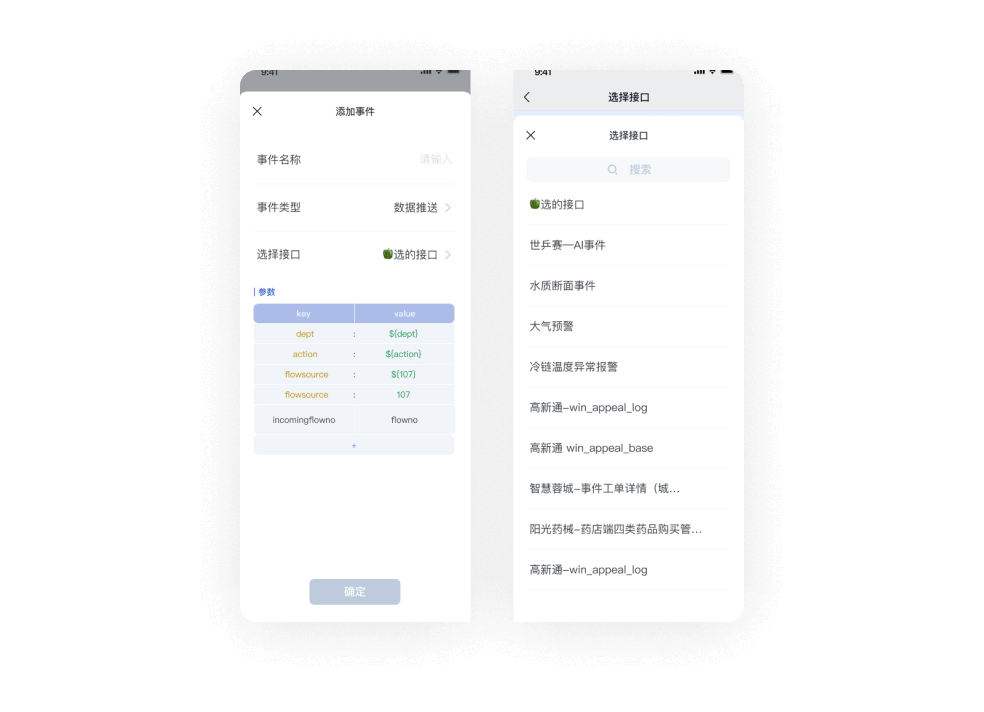 9:41
添加事件
事件名称 请输入
事件类型 数据推送
选择接口 🫑选的接口
参数
key value
dept : ${dept}
action : ${action}
flowsource : ${107}
flowsource : 107
incomingflowno flowno
+
确定
9:41
选择接口
选择接口
搜索
🫑选的接口
世乒赛—AI事件
水质断面事件
大气预警
冷链温度异常报警
高新通-win_appeal_log
高新通 win_appeal_base
智慧蓉城-事件工单详情（城...
阳光药械-药店端四类药品购买管...
高新通-win_appeal_log